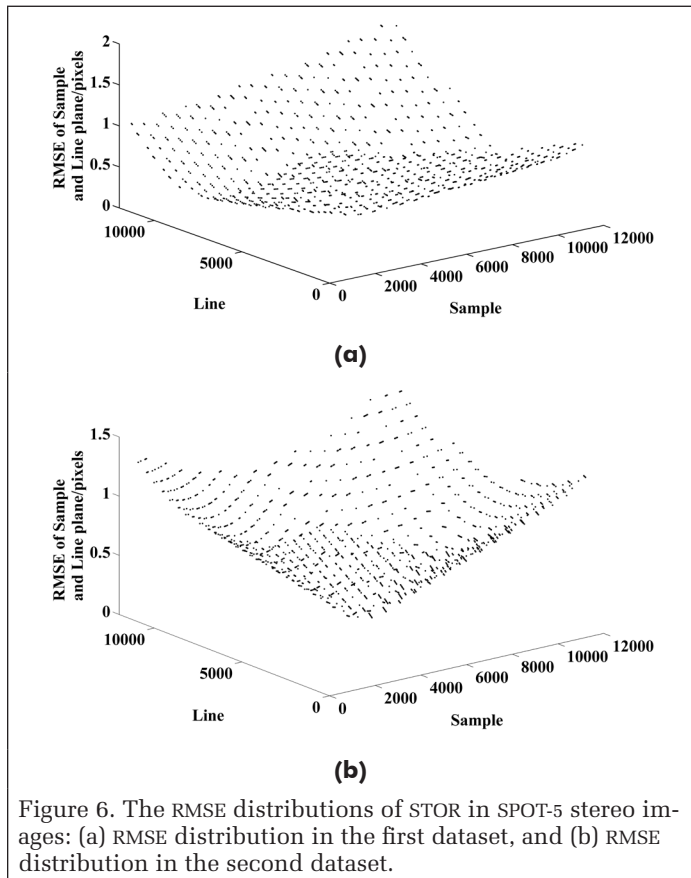 2
1.5
1
0.5
0
RMSE of Sample
and Line plane/pixels
10000
5000
0
Line
0
2000
4000
6000
8000
10000
12000
Sample
(a)
1.5
1
0.5
0
RMSE of Sample
and Line plane/pixels
10000
5000
0
Line
0
2000
4000
6000
8000
10000
12000
Sample
(b)
Figure 6. The RMSE distributions of STOR in SPOT-5 stereo im-
ages: (a) RMSE distribution in the first dataset, and (b) RMSE
distribution in the second dataset.